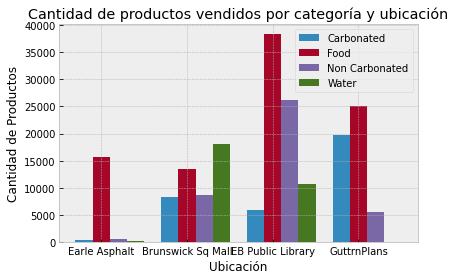 Cantidad de productos vendidos por categoría y ubicación
Cantidad de Productos
40000
35000
30000
25000
20000
15000
10000
5000
0
Carbonated
Food
Non Carbonated
Water
Earle Asphalt
Brunswick Sq Mall
EB Public Library
GuttrnPlans
Ubicación